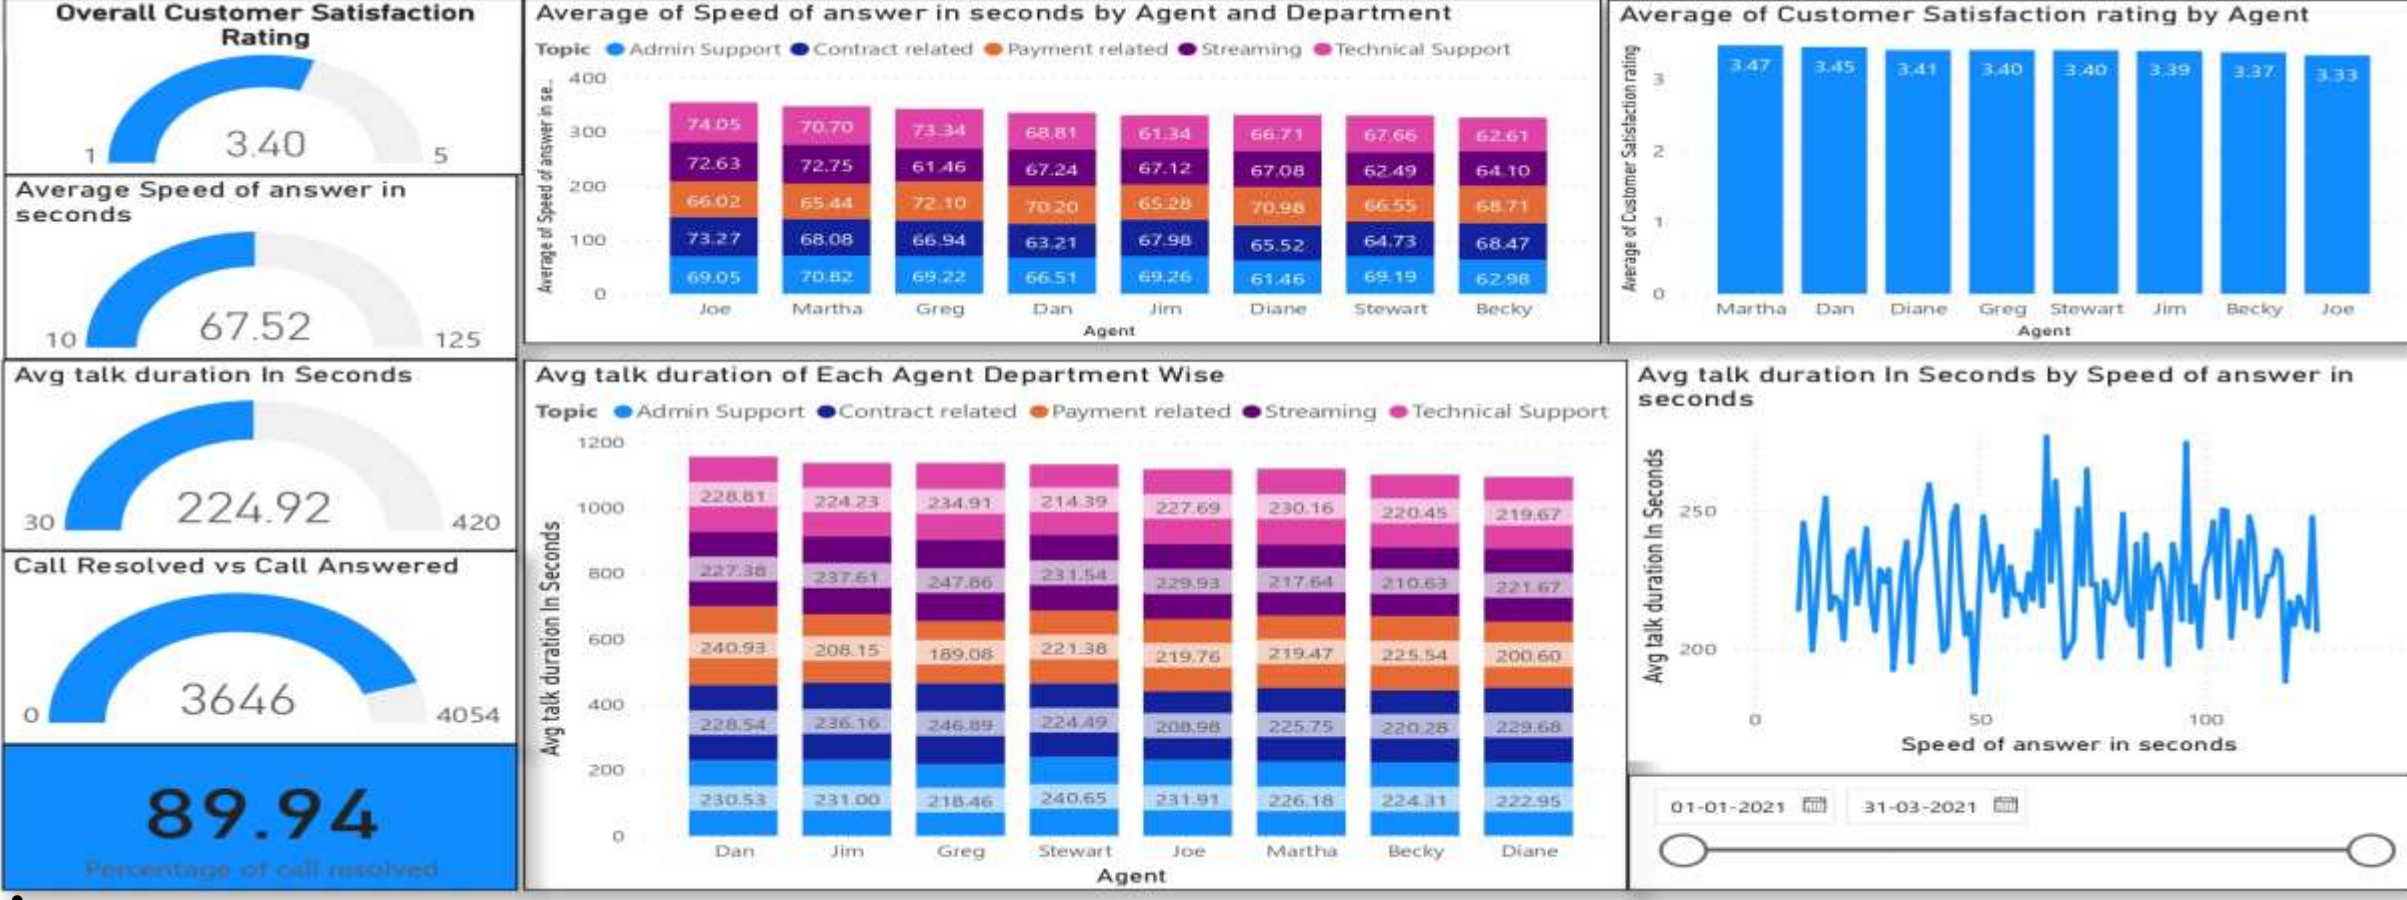 Overall Customer Satisfaction
Rating
3.40
1
5
Average Speed of answer in
seconds
67.52
10
125
Avg talk duration In Seconds
224.92
30
420
Call Resolved vs Call Answered
3646
0
4054
89.94
Percentage of call resolved
Average of Speed of answer in seconds by Agent and Department
Topic Admin Support Contract related Payment related Streaming Technical Support
Average of Speed of answer in se...
400
300
200
100
0
74.05 70.70 73.34 68.81 61.34 66.71 67.66 62.61
72.63 72.75 61.46 67.24 67.12 67.08 62.49 64.10
66.02 65.44 72.10 70.20 65.28 70.98 66.55 68.71
73.27 68.08 66.94 63.21 67.98 65.52 64.73 68.47
69.05 70.82 69.22 66.51 69.26 61.46 69.19 62.98
Joe Martha Greg Dan Jim Diane Stewart Becky
Agent
Average of Customer Satisfaction rating by Agent
Average of Customer Satisfaction rating
3
2
1
0
3.47 3.45 3.41 3.40 3.40 3.39 3.37 3.33
Martha Dan Diane Greg Stewart Jim Becky Joe
Agent
Avg talk duration of Each Agent Department Wise
Topic Admin Support Contract related Payment related Streaming Technical Support
Avg talk duration In Seconds
1200
1000
800
600
400
200
0
228.81 224.23 234.91 214.39 227.69 230.16 220.45 219.67
227.38 237.61 247.86 231.54 229.93 217.64 210.63 221.67
240.93 208.15 189.08 221.38 219.76 219.47 225.54 200.60
228.54 236.16 246.89 224.49 208.98 225.75 220.28 229.68
230.53 231.00 218.46 240.65 231.91 226.18 224.31 222.95
Dan Jim Greg Stewart Joe Martha Becky Diane
Agent
Avg talk duration In Seconds by Speed of answer in
seconds
Avg talk duration In Seconds
250
200
0 50 100
Speed of answer in seconds
01-01-2021 31-03-2021